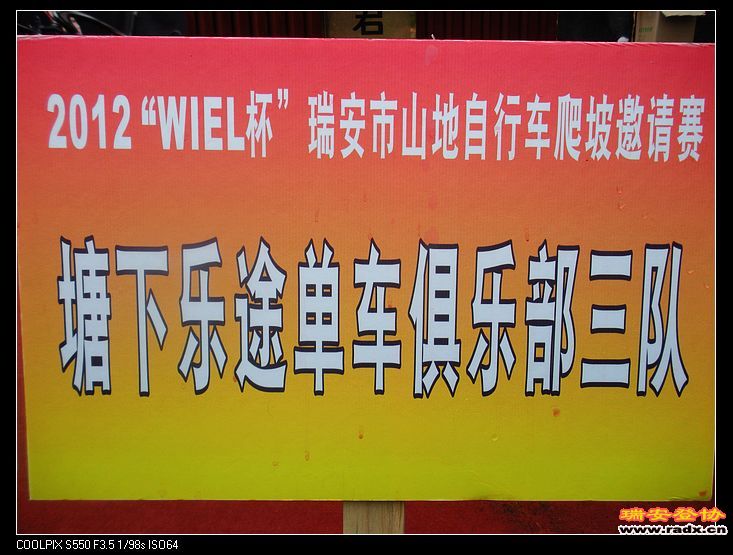 岩
2012“WIEL杯”瑞安市山地自行车爬坡邀请赛
塘下乐途单车俱乐部三队
瑞安登协
www.radx.cn
COOLPIX S550 F3.5 1/98s ISO64